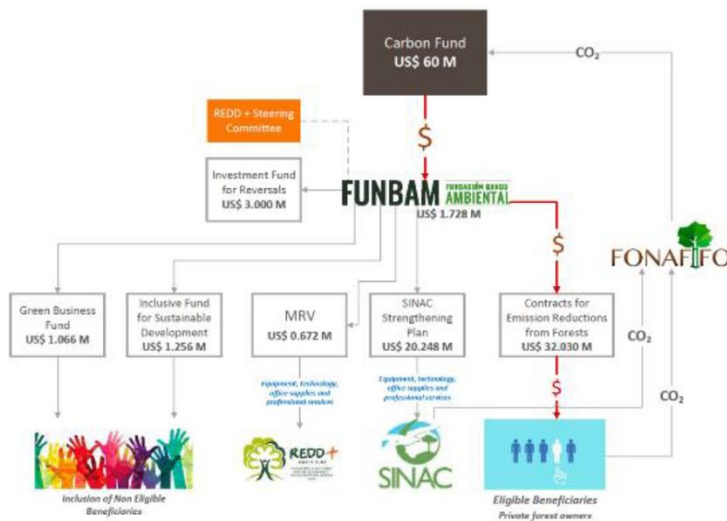 Carbon Fund
US$ 60 M
CO₂
REDD + Steering
Committee
$
Investment Fund
for Reversals
US$ 3.000 M
FUNBAM
FUNDACIÓN BANCO
AMBIENTAL
US$ 1.728 M
$
FONAFIFO
Green Business
Fund
US$ 1.066 M
Inclusive Fund
for Sustainable
Development
US$ 1.256 M
MRV
US$ 0.672 M
SINAC
Strengthening
Plan
US$ 20.248 M
Contracts for
Emission Reductions
from Forests
US$ 32.030 M
CO₂
Equipment, technology,
office supplies and
professional services
Equipment, technology,
office supplies and
professional services
$
CO₂
REDD+
SINAC
Inclusion of Non Eligible
Beneficiaries
Eligible Beneficiaries
Private forest owners